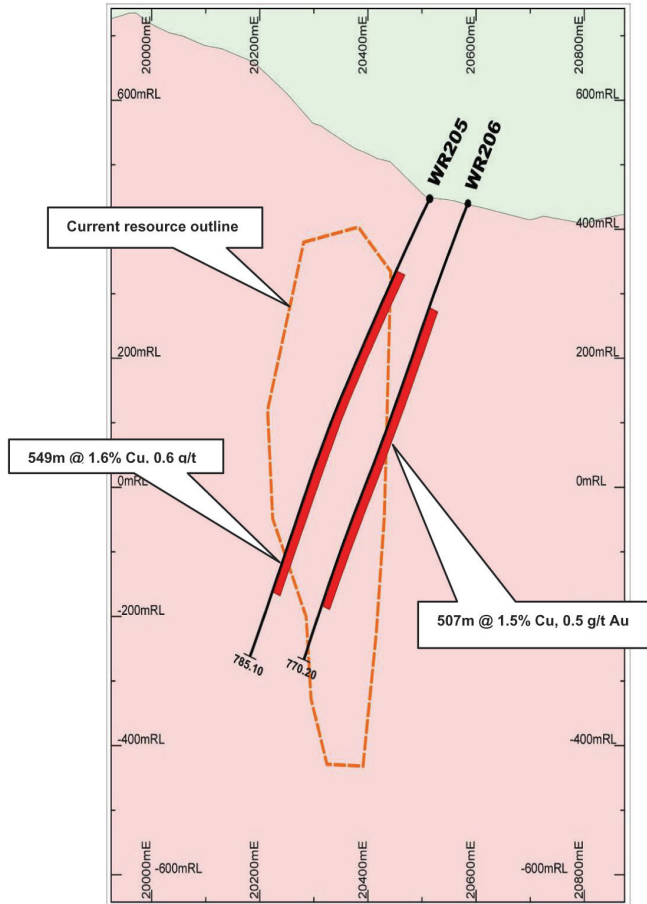 20000mE
20200mE
20400mE
20600mE
20800mE
600mRL
600mRL
WR205
WR206
Current resource outline
400mRL
200mRL
200mRL
549m @ 1.6% Cu, 0.6 g/t
0mRL
0mRL
507m @ 1.5% Cu, 0.5 g/t Au
-200mRL
-200mRL
785.10
770.20
-400mRL
-400mRL
-600mRL
-600mRL
20000mE
20200mE
20400mE
20600mE
20800mE